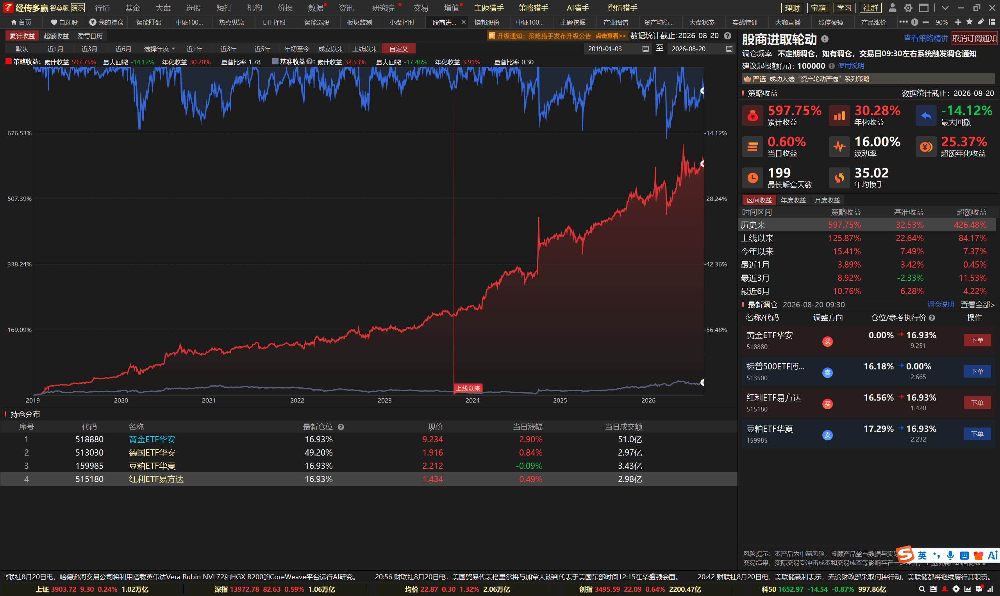 经传多赢 智尊版 演示 行情 基金 大盘 选股 短打 机构 价投 数据 资讯 研究院 交易 增值 主题猎手 策略猎手 AI猎手 舆情猎手 理财 宝箱 学习 社群
首页 自选股 我的持仓 智能盯盘 中证100... 热点纵览 ETF择时 智能选股 板块监测 小盘择时 股商进... 键邦股份 中证100... 主题挖掘 产业图谱 资产均衡... 大盘状态 实战特训 大咖直播 涨停棱镜 产品涨价 90%
累计收益 超额收益 盈亏日历 新 升级通知：策略猎手发布升级公告 点击查看>> 数据统计截止:2026-08-20
默认 近1月 近3月 近6月 选择年度 近1年 近3年 近5年 年初至今 成立以来 上线以来 自定义 2019-01-03 至 2026-08-20
策略收益: 累计收益 597.75% 最大回撤 -14.12% 年化收益 30.28% 夏普比率 1.78 基准收益: 累计收益 32.53% 最大回撤 -17.48% 年化收益 3.91% 夏普比率 0.30
676.53% -14.12%
507.39% -28.24%
338.24% -42.36%
169.09% -56.48%
上线以来
2019 2020 2021 2022 2023 2024 2025 2026
持仓分布
序号 代码 名称 最新仓位 现价 当日涨幅 当日成交额
1 518880 黄金ETF华安 16.93% 9.234 2.90% 51.0亿
2 513030 德国ETF华安 49.20% 1.916 0.84% 2.97亿
3 159985 豆粕ETF华夏 16.93% 2.212 -0.09% 3.43亿
4 515180 红利ETF易方达 16.93% 1.434 0.49% 2.98亿
股商进取轮动 查看策略精讲 取消订阅通知
调仓频率: 不定期调仓，如有调仓，交易日09:30左右系统触发调仓通知
建议起投额(元): 100000 使用说明
严选 成功入选“资产轮动严选”系列策略
策略收益 数据统计截止: 2026-08-20
597.75% 30.28% -14.12%
累计收益 年化收益 最大回撤
0.60% 16.00% 25.37%
当日收益 波动率 超额年化收益
199 35.02
最长解套天数 年均换手
区间收益 年度收益 月度收益
时间区间 策略收益 基准收益 超额收益
历史来 597.75% 32.53% 426.48%
上线以来 125.87% 22.64% 84.17%
今年以来 15.41% 7.49% 7.37%
最近1月 3.89% 3.42% 0.45%
最近3月 8.92% -2.33% 11.53%
最近6月 10.76% 6.28% 4.22%
最新调仓 2026-08-20 09:30 调仓说明 查看全部>
名称/代码 调整方向 仓位/参考执行价 操作
黄金ETF华安 买 0.00% 16.93% 下单
518880 9.251
标普500ETF博... 卖 16.18% 0.00% 下单
513500 2.665
红利ETF易方达 买 16.56% 16.93% 下单
515180 1.420
豆粕ETF华夏 卖 17.29% 16.93% 下单
159985 2.232
风险提示：本产品为中高风险，投顾产品盈亏数据与实际
交易结果，实际交易受冲击成本和交易成本等影响存在一定差异。
英 Ai
财联社8月20日电，哈德逊河交易公司将利用搭载英伟达Vera Rubin NVL72和HGX B200的CoreWeave平台运行AI研究。 20:56 财联社8月20日电，美国贸易代表格里尔将与加拿大谈判代表于美国东部时间12:15在华盛顿会面。 20:42 财联社8月20日电，美联储戴利表示，无论财政部采取何种行动，美联储都将继续履行其职责。
上证 3903.72 9.30 0.24% 1.02万亿 深指 13972.78 82.63 0.59% 1.06万亿 均价 22.87 0.30 1.32% 2.06万亿 创指 3495.59 22.09 0.64% 2200.47亿 科50 1652.97 -14.54 -0.87% 997.86亿